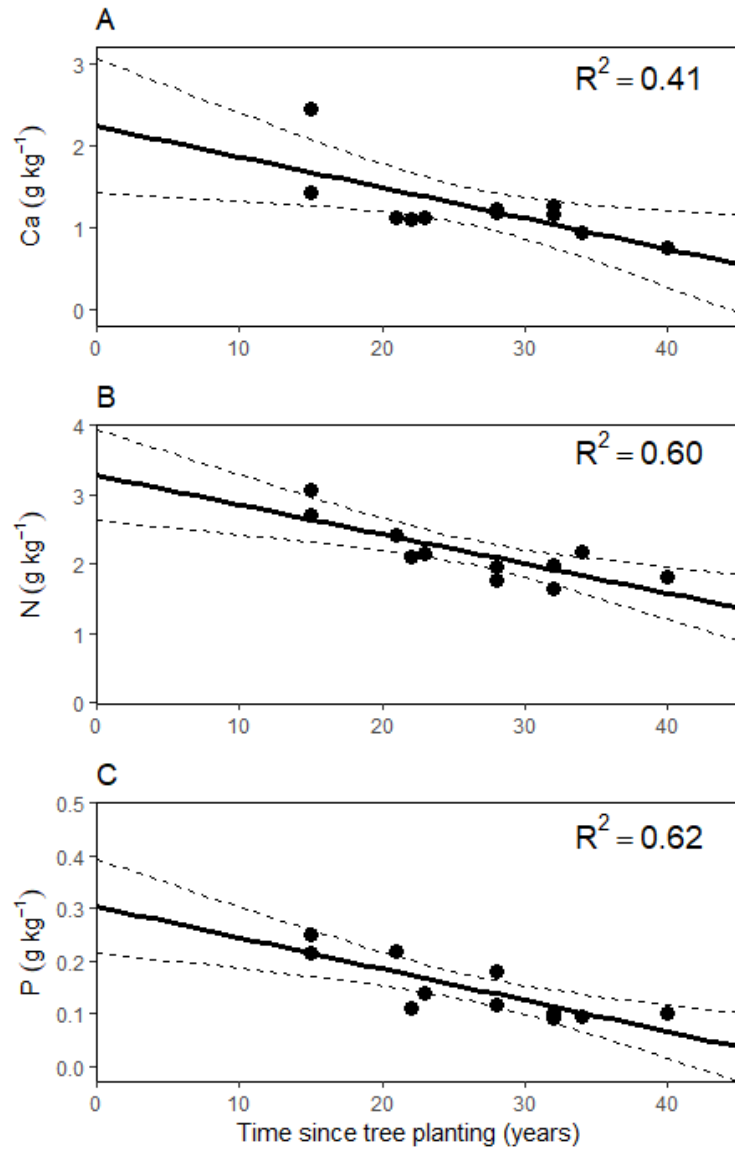 A
R² = 0.41
Ca (g kg⁻¹)
3
2
1
0
0 10 20 30 40
B
R² = 0.60
N (g kg⁻¹)
4
3
2
1
0
0 10 20 30 40
C
R² = 0.62
P (g kg⁻¹)
0.5
0.4
0.3
0.2
0.1
0.0
0 10 20 30 40
Time since tree planting (years)